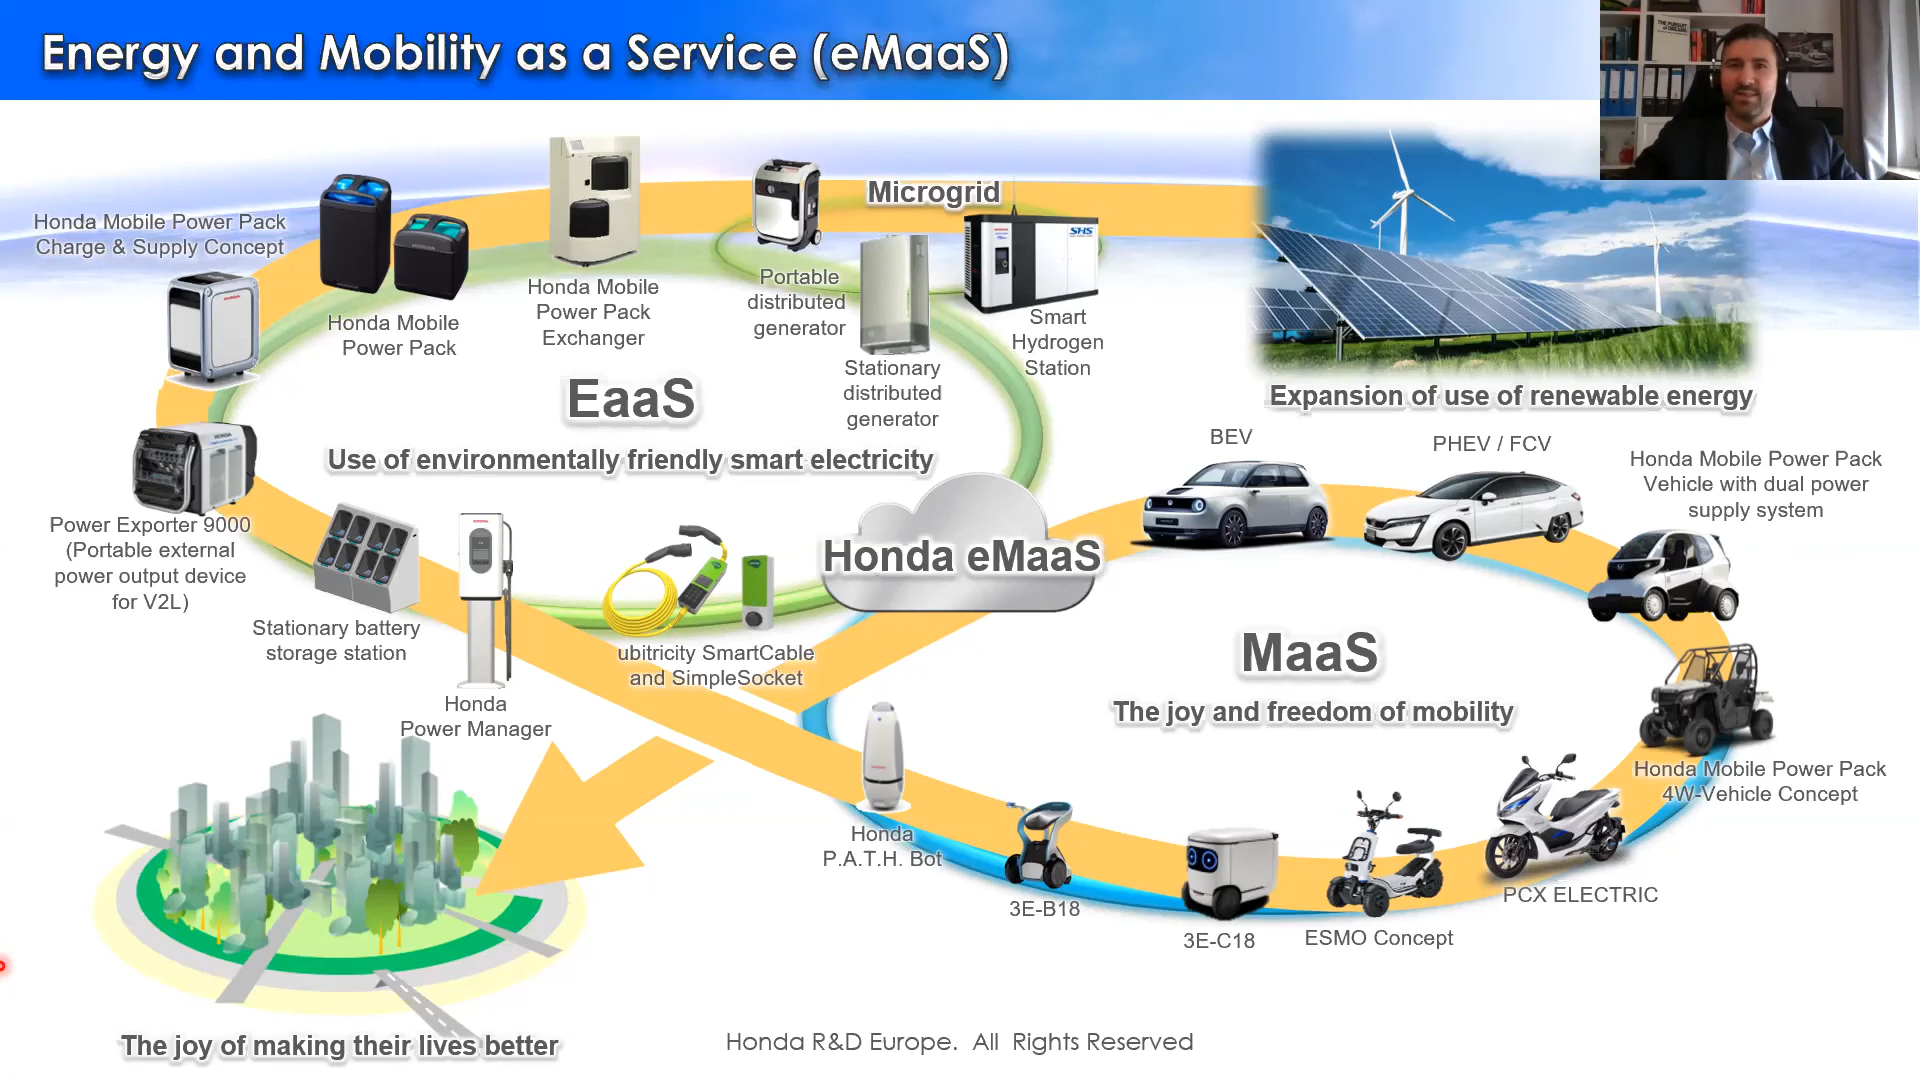 Energy and Mobility as a Service (eMaaS)
THE PURSUIT
OF DREAMS
Microgrid
SHS
Honda Mobile Power Pack
Charge & Supply Concept
Honda Mobile
Power Pack
Honda Mobile
Power Pack
Exchanger
Portable
distributed
generator
Stationary
distributed
generator
Smart
Hydrogen
Station
Expansion of use of renewable energy
EaaS
Use of environmentally friendly smart electricity
BEV
PHEV / FCV
Honda Mobile Power Pack
Vehicle with dual power
supply system
Power Exporter 9000
(Portable external
power output device
for V2L)
Honda eMaaS
Stationary battery
storage station
ubitricity SmartCable
and SimpleSocket
Honda
Power Manager
MaaS
The joy and freedom of mobility
Honda Mobile Power Pack
4W-Vehicle Concept
Honda
P.A.T.H. Bot
3E-B18
3E-C18
ESMO Concept
PCX ELECTRIC
The joy of making their lives better
Honda R&D Europe. All Rights Reserved